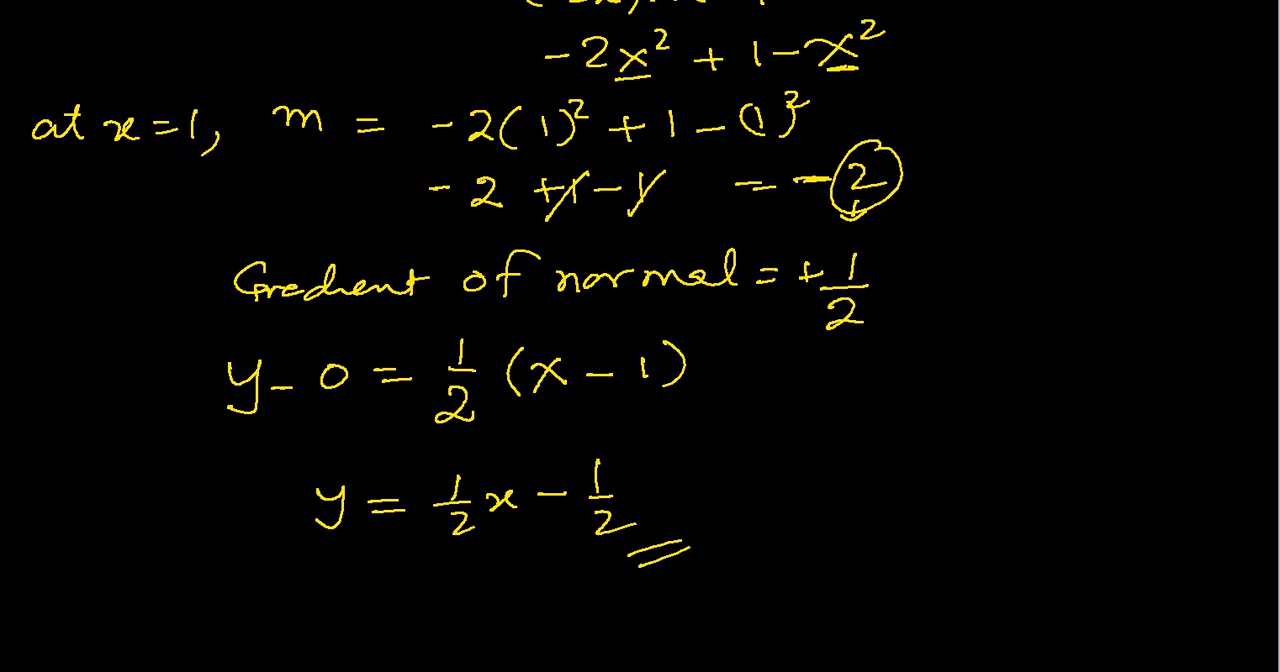 -2x² + 1 - x²
at x = 1, m = -2(1)² + 1 - (1)²
-2 + 1 - 1 = -2
Gradient of normal = + 1/2
y - 0 = 1/2 (x - 1)
y = 1/2 x - 1/2